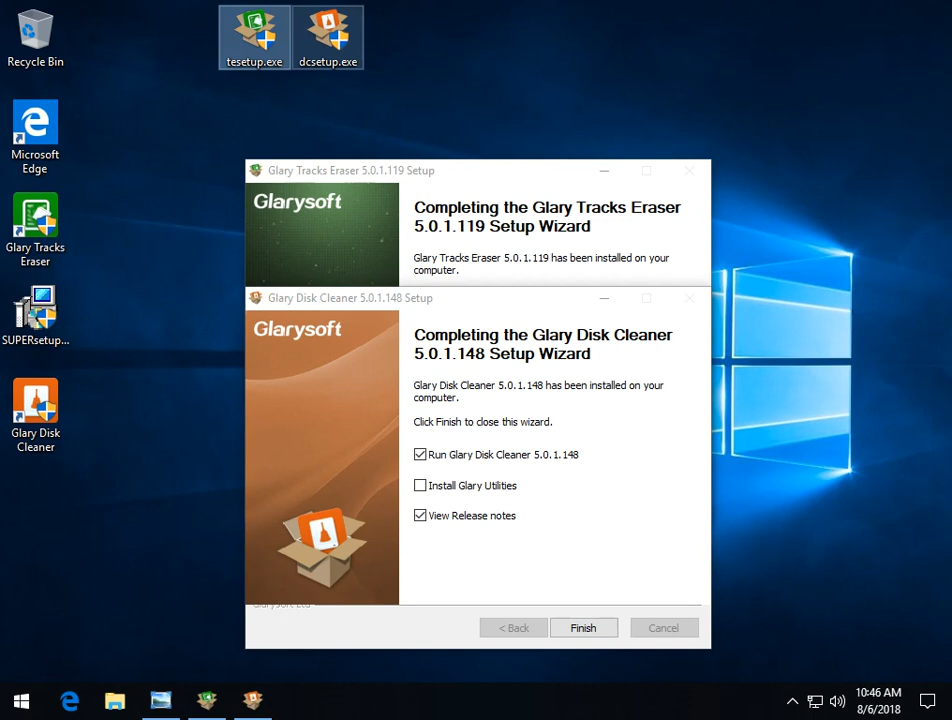 Recycle Bin
tesetup.exe
dcsetup.exe
Microsoft
Edge
Glary Tracks
Eraser
SUPERsetup...
Glary Disk
Cleaner
Glary Tracks Eraser 5.0.1.119 Setup
Glarysoft
Completing the Glary Tracks Eraser
5.0.1.119 Setup Wizard
Glary Tracks Eraser 5.0.1.119 has been installed on your
computer.
Glary Disk Cleaner 5.0.1.148 Setup
Glarysoft
Completing the Glary Disk Cleaner
5.0.1.148 Setup Wizard
Glary Disk Cleaner 5.0.1.148 has been installed on your
computer.
Click Finish to close this wizard.
Run Glary Disk Cleaner 5.0.1.148
Install Glary Utilities
View Release notes
Glarysoft Ltd
< Back
Finish
Cancel
10:46 AM
8/6/2018